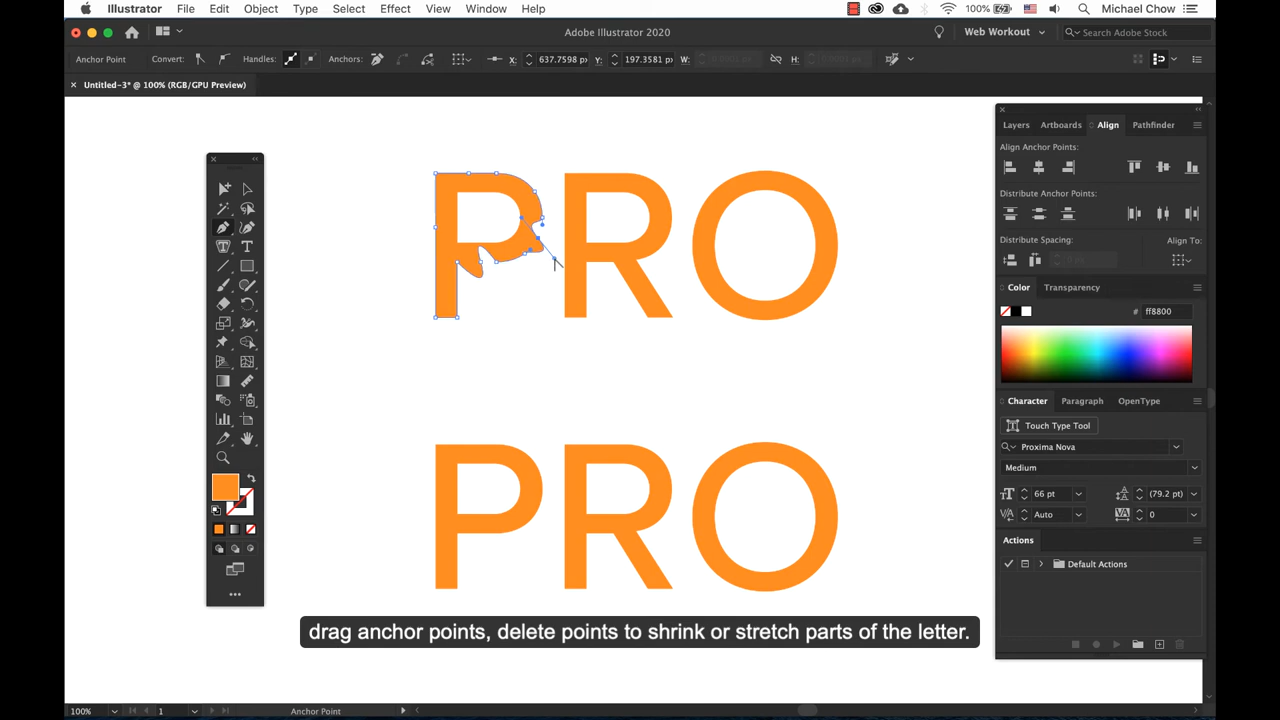 Illustrator File Edit Object Type Select Effect View Window Help 100% Michael Chow
Adobe Illustrator 2020 Web Workout Search Adobe Stock
Anchor Point Convert: Handles: Anchors: X: 637.7598 px Y: 197.3581 px W: H:
Untitled-3* @ 100% (RGB/GPU Preview)
Layers Artboards Align Pathfinder
Align Anchor Points:
Distribute Anchor Points:
Distribute Spacing: Align To:
0 px
Color Transparency
# ff8800
Character Paragraph OpenType
Touch Type Tool
Proxima Nova
Medium
66 pt (79.2 pt)
Auto 0
Actions
Default Actions
PRO
PRO
drag anchor points, delete points to shrink or stretch parts of the letter.
100% 1 Anchor Point